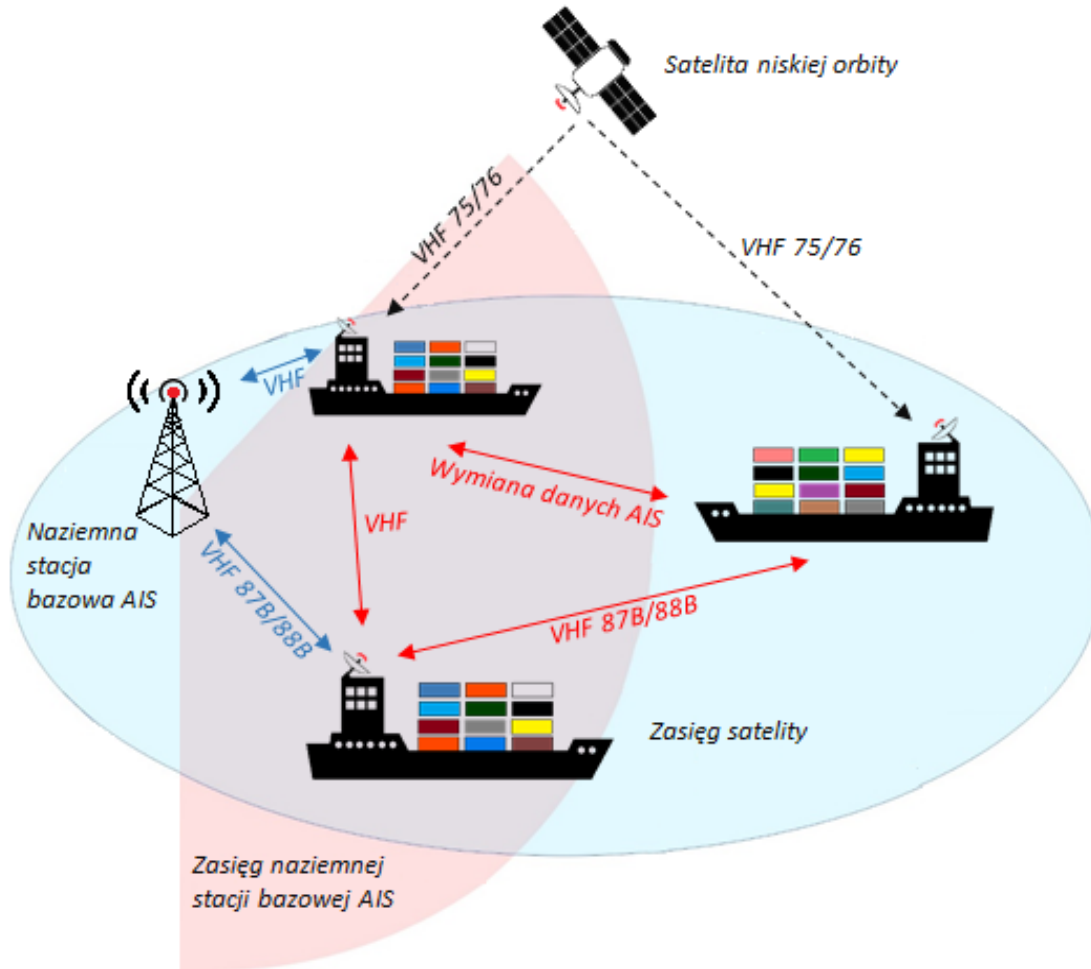 Satelita niskiej orbity
VHF 75/76
VHF 75/76
VHF
Wymiana danych AIS
VHF
Naziemna
stacja
bazowa AIS
VHF 87B/88B
VHF 87B/88B
Zasięg satelity
Zasięg naziemnej
stacji bazowej AIS